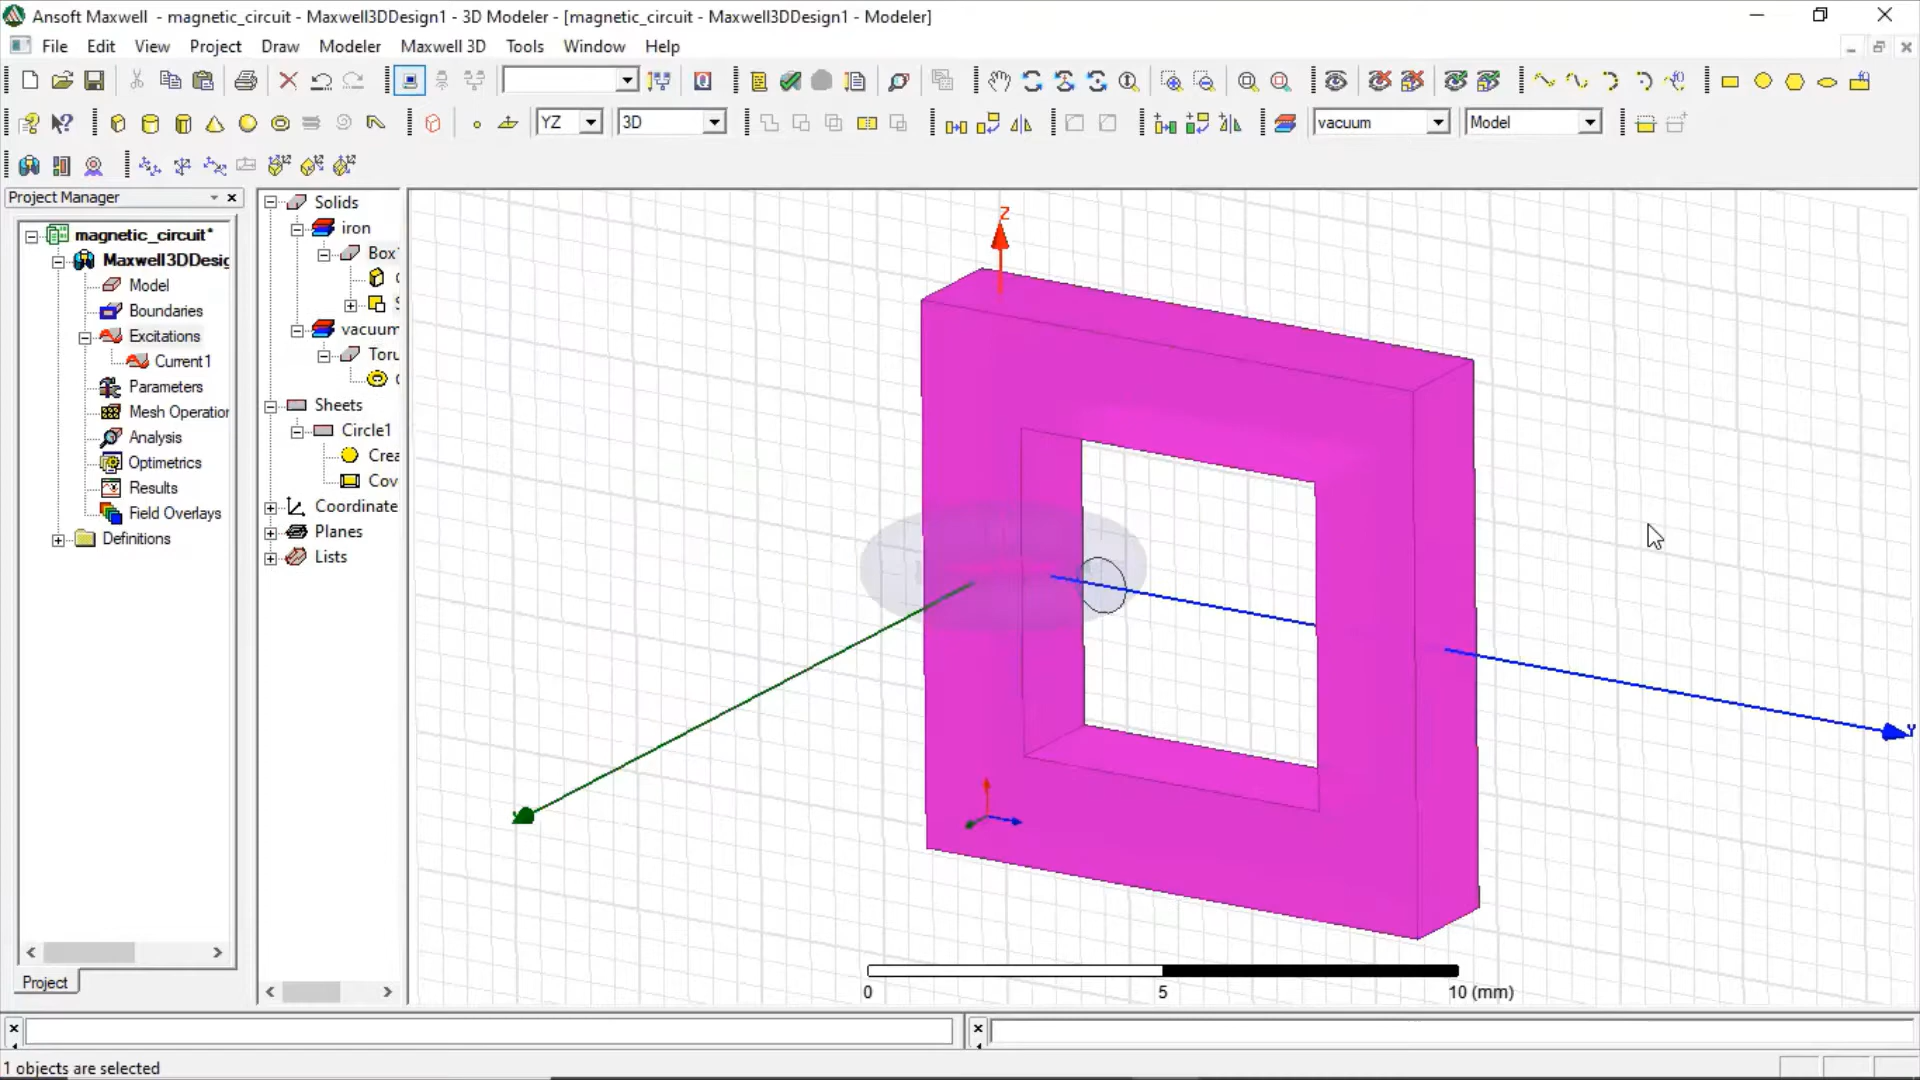 Ansoft Maxwell - magnetic_circuit - Maxwell3DDesign1 - 3D Modeler - [magnetic_circuit - Maxwell3DDesign1 - Modeler]
File Edit View Project Draw Modeler Maxwell 3D Tools Window Help
YZ 3D vacuum Model
Project Manager
magnetic_circuit*
Maxwell3DDesig
Model
Boundaries
Excitations
Current1
Parameters
Mesh Operation
Analysis
Optimetrics
Results
Field Overlays
Definitions
Project
Solids
iron
Box
vacuum
Toru
Sheets
Circle1
Crea
Cov
Coordinate
Planes
Lists
Z
Y
0 5 10 (mm)
1 objects are selected